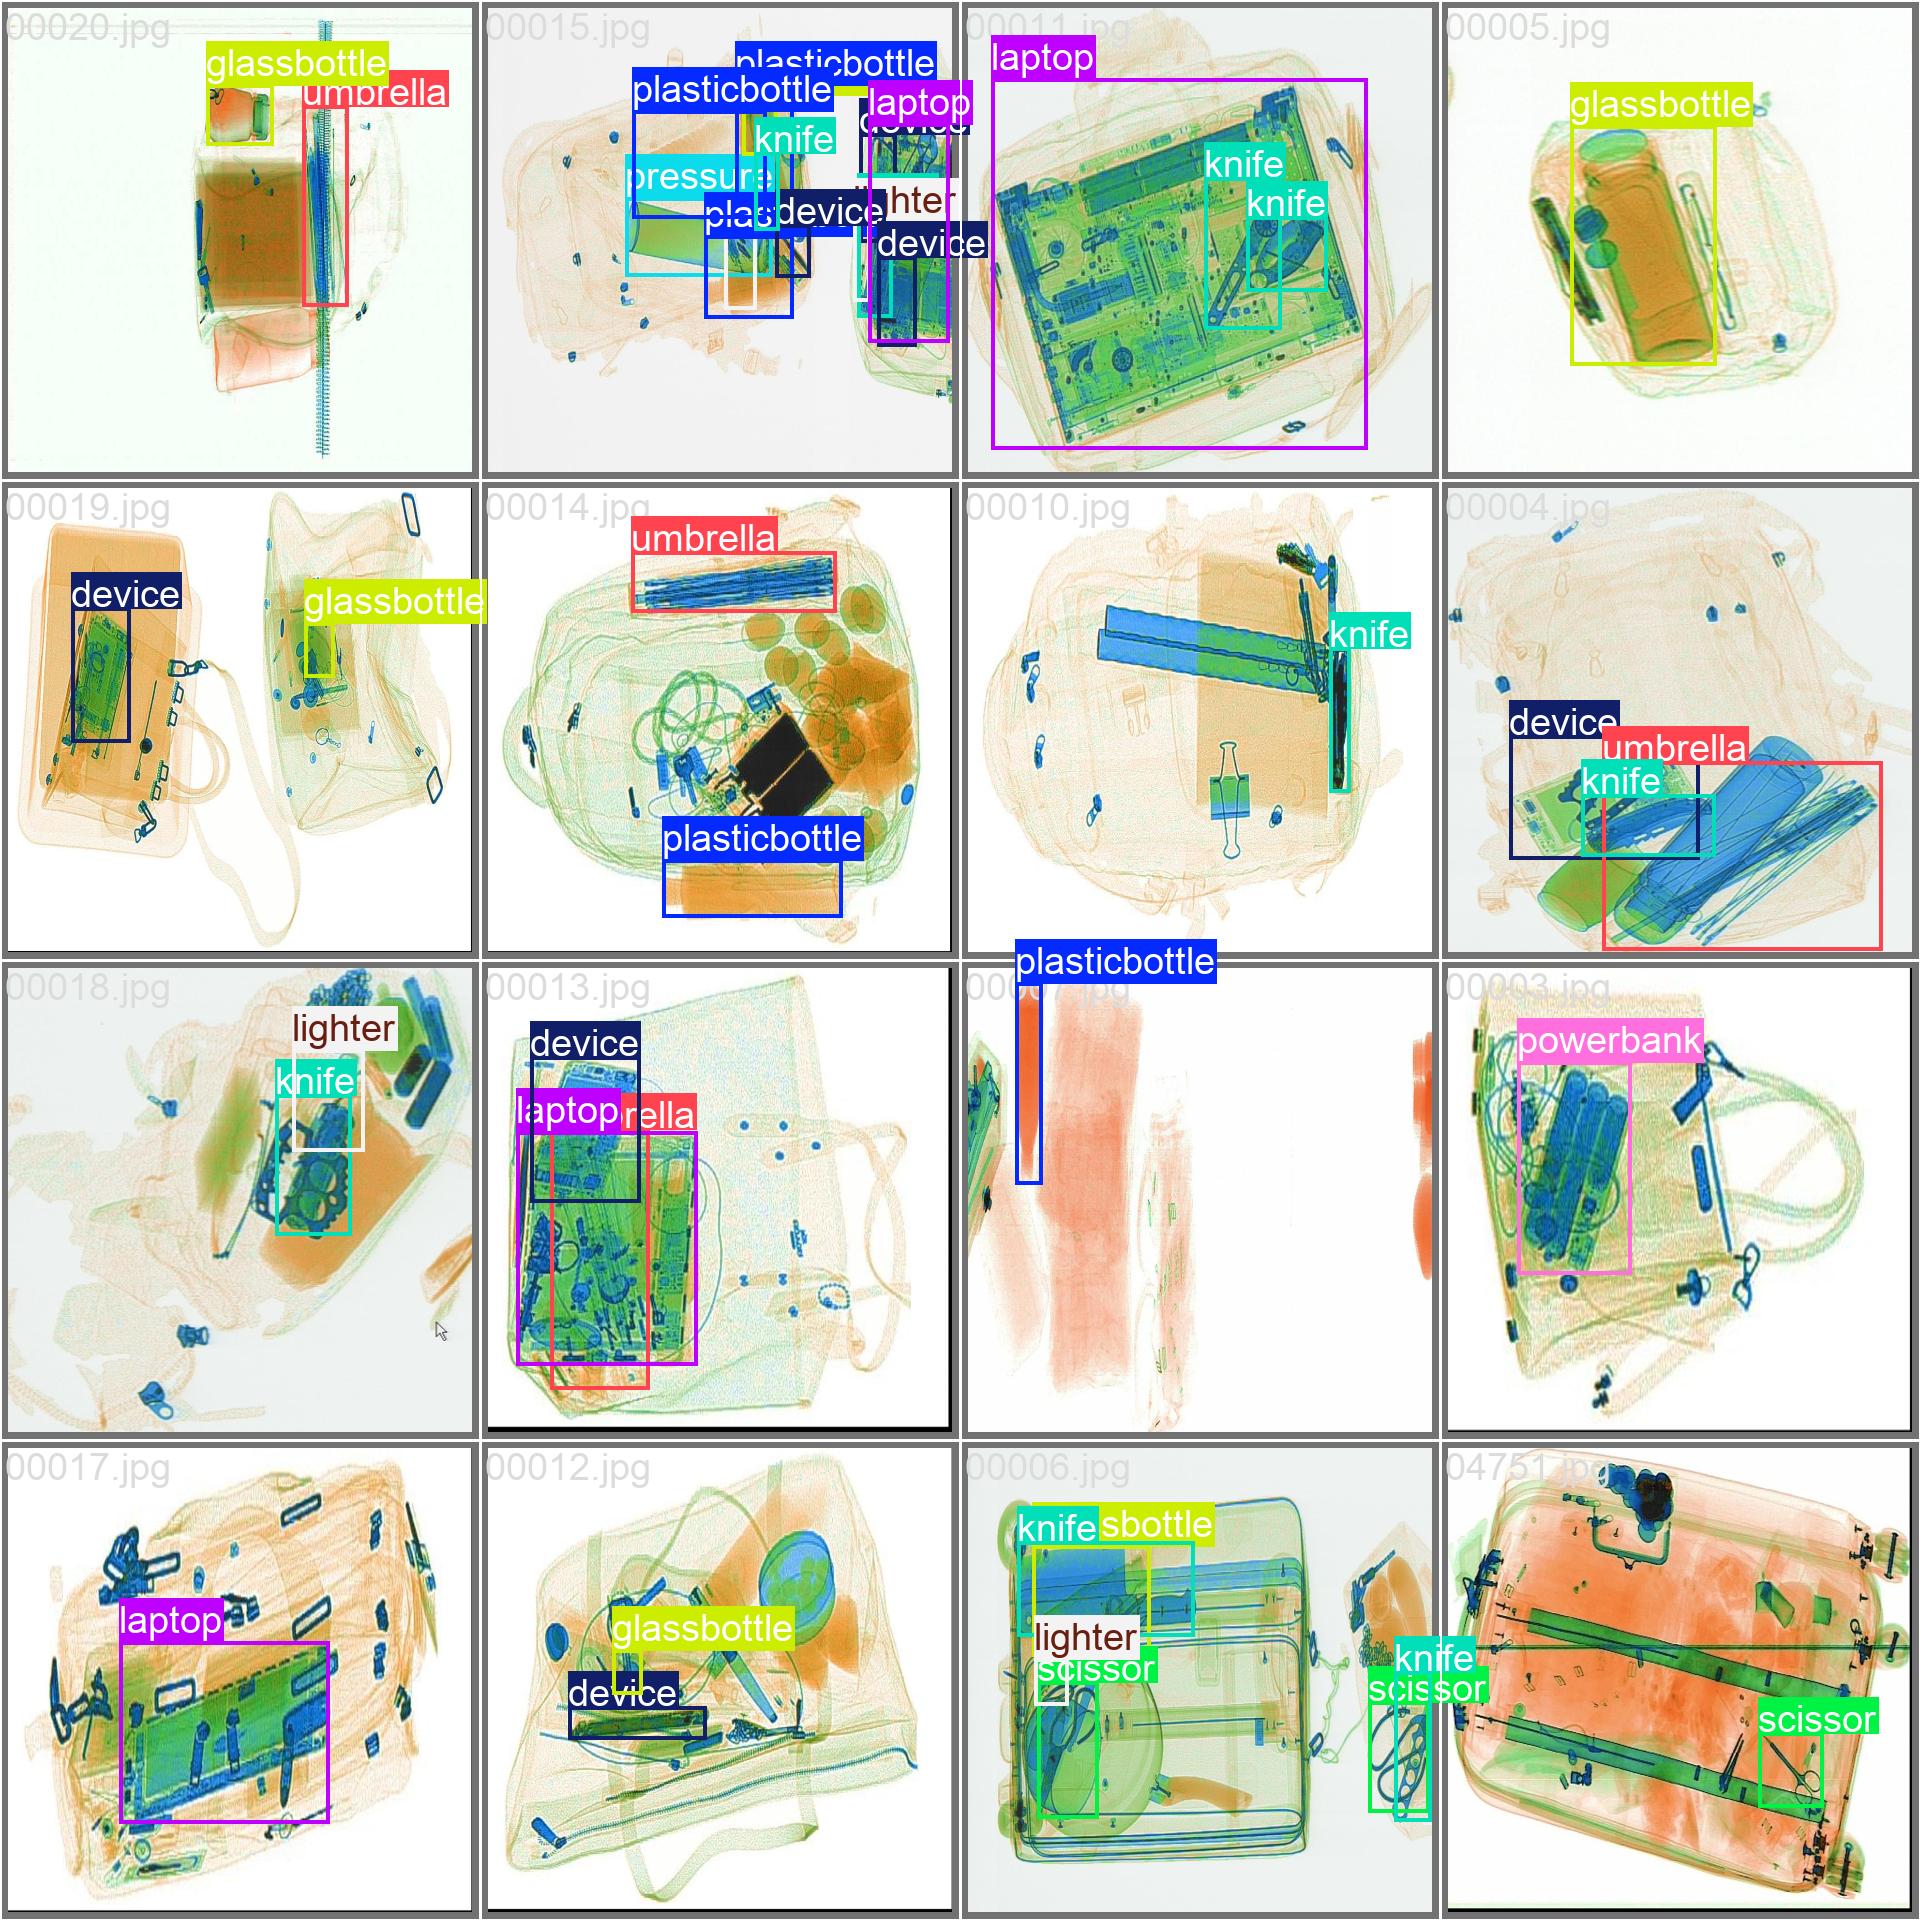 00020.jpg
glassbottle
umbrella
00015.jpg
plasticbottle
plasticbottle
laptop
device
knife
pressure
lighter
plas
device
device
00011.jpg
laptop
knife
knife
00005.jpg
glassbottle
00019.jpg
device
glassbottle
00014.jpg
umbrella
plasticbottle
00010.jpg
knife
00004.jpg
device
umbrella
knife
00018.jpg
lighter
knife
00013.jpg
device
laptop
rella
00007.jpg
plasticbottle
00003.jpg
powerbank
00017.jpg
laptop
00012.jpg
glassbottle
device
00006.jpg
knife
sbottle
lighter
scissor
knife
scissor
04751.jpg
scissor